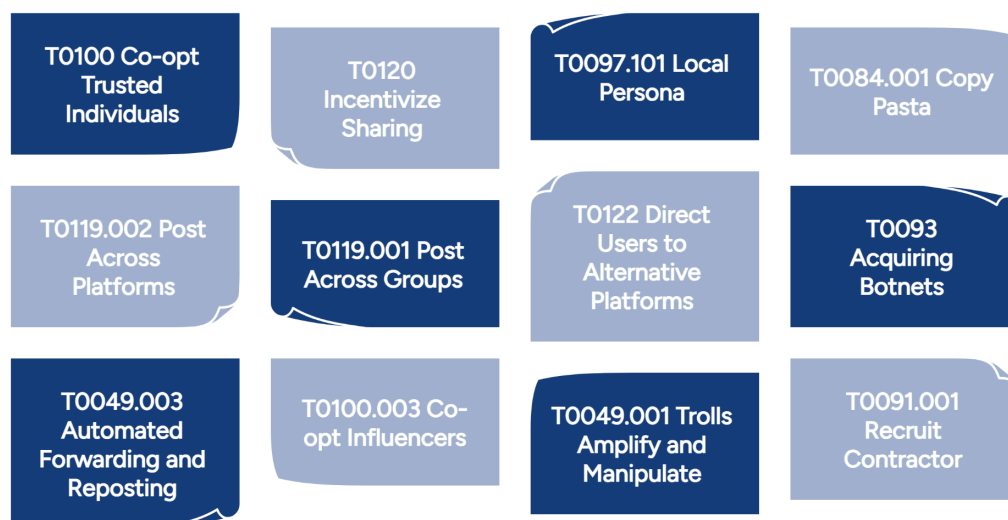 T0100 Co-opt
Trusted
Individuals
T0120
Incentivize
Sharing
T0097.101 Local
Persona
T0084.001 Copy
Pasta
T0119.002 Post
Across
Platforms
T0119.001 Post
Across Groups
T0122 Direct
Users to
Alternative
Platforms
T0093
Acquiring
Botnets
T0049.003
Automated
Forwarding and
Reposting
T0100.003 Co-
opt Influencers
T0049.001 Trolls
Amplify and
Manipulate
T0091.001
Recruit
Contractor